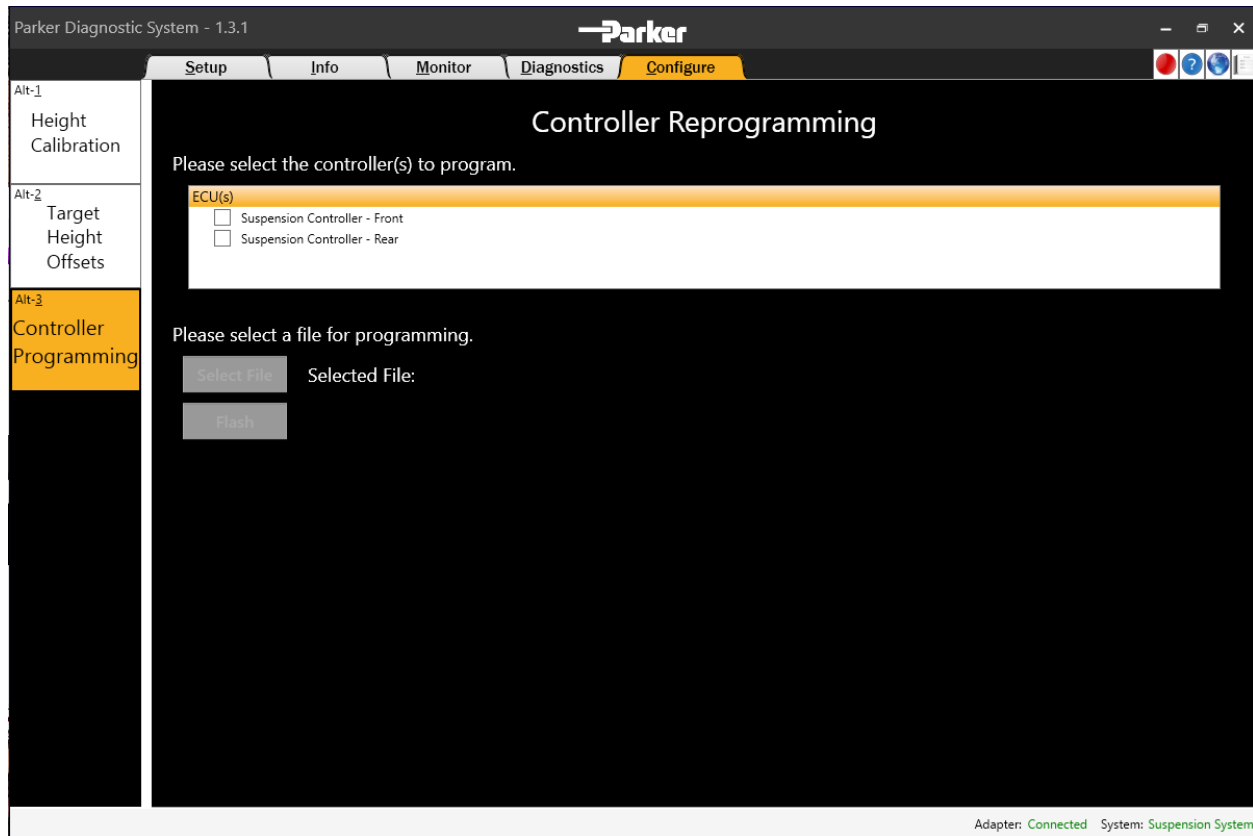 Parker Diagnostic System - 1.3.1
Parker
Setup
Info
Monitor
Diagnostics
Configure
Alt-1
Height
Calibration
Alt-2
Target
Height
Offsets
Alt-3
Controller
Programming
Controller Reprogramming
Please select the controller(s) to program.
ECU(s)
Suspension Controller - Front
Suspension Controller - Rear
Please select a file for programming.
Select File
Selected File:
Flash
Adapter: Connected System: Suspension System